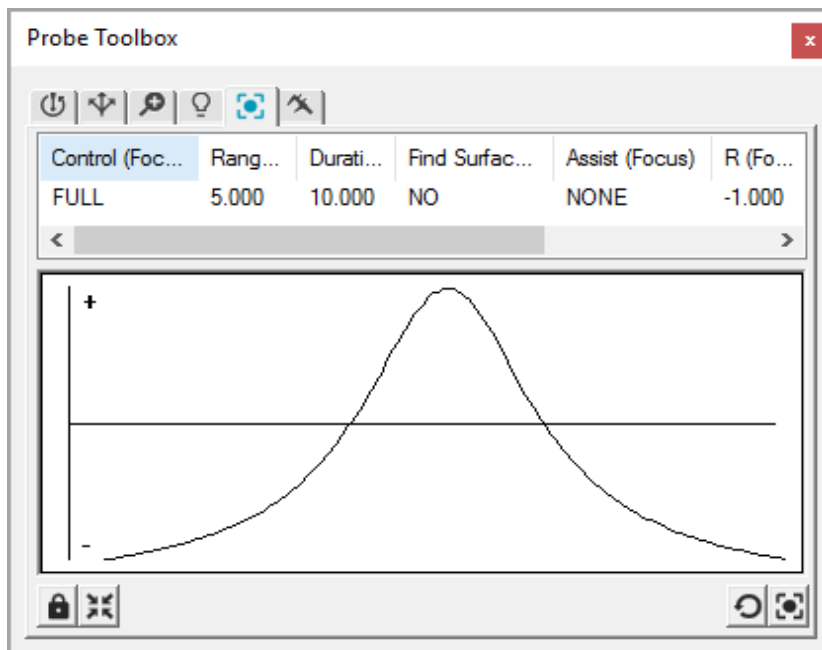 Probe Toolbox
x
Control (Foc... Rang... Durati... Find Surfac... Assist (Focus) R (Fo...
FULL 5.000 10.000 NO NONE -1.000
+
-